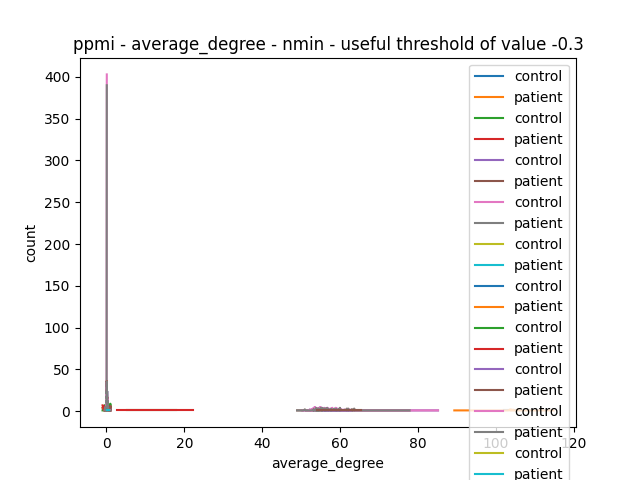 ppmi - average_degree - nmin - useful threshold of value -0.3
400
350
300
250
200
150
100
50
0
count
0 20 40 60 80 100 120
average_degree
control
patient
control
patient
control
patient
control
patient
control
patient
control
patient
control
patient
control
patient
control
patient
control
patient